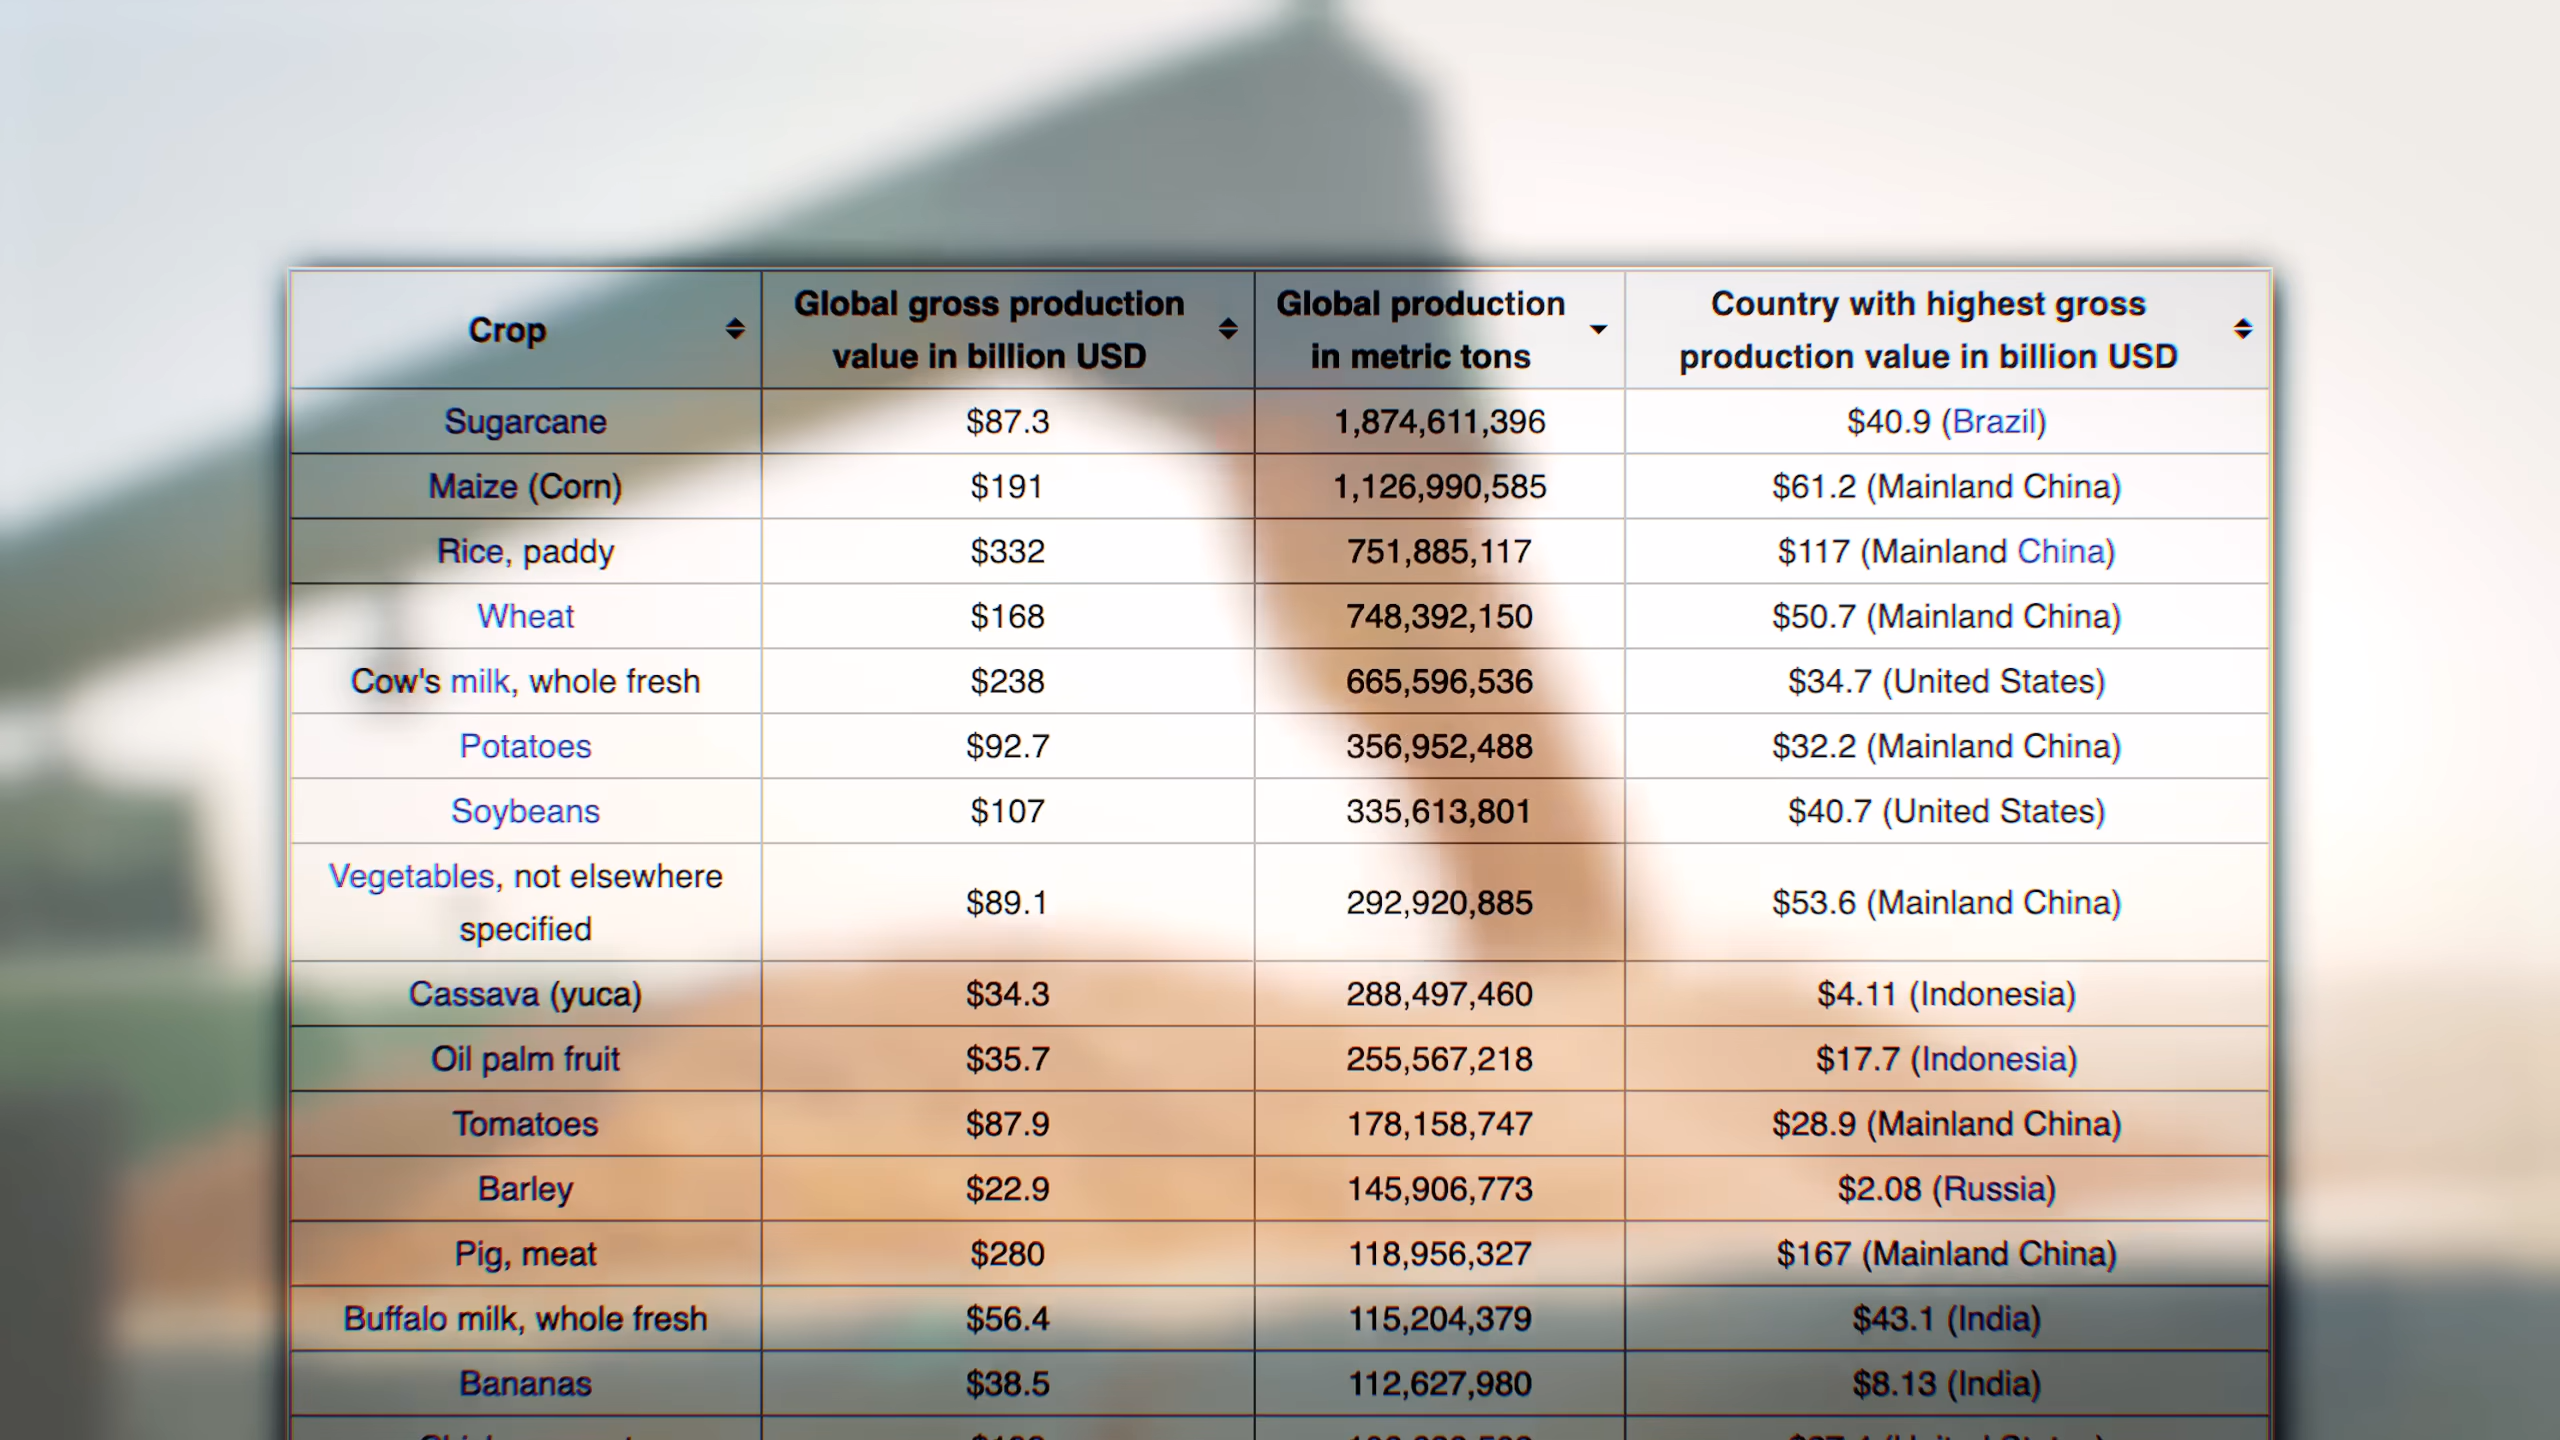 Crop
Global gross production
value in billion USD
Global production
in metric tons
Country with highest gross
production value in billion USD
Sugarcane $87.3 1,874,611,396 $40.9 (Brazil)
Maize (Corn) $191 1,126,990,585 $61.2 (Mainland China)
Rice, paddy $332 751,885,117 $117 (Mainland China)
Wheat $168 748,392,150 $50.7 (Mainland China)
Cow's milk, whole fresh $238 665,596,536 $34.7 (United States)
Potatoes $92.7 356,952,488 $32.2 (Mainland China)
Soybeans $107 335,613,801 $40.7 (United States)
Vegetables, not elsewhere
specified
$89.1 292,920,885 $53.6 (Mainland China)
Cassava (yuca) $34.3 288,497,460 $4.11 (Indonesia)
Oil palm fruit $35.7 255,567,218 $17.7 (Indonesia)
Tomatoes $87.9 178,158,747 $28.9 (Mainland China)
Barley $22.9 145,906,773 $2.08 (Russia)
Pig, meat $280 118,956,327 $167 (Mainland China)
Buffalo milk, whole fresh $56.4 115,204,379 $43.1 (India)
Bananas $38.5 112,627,980 $8.13 (India)